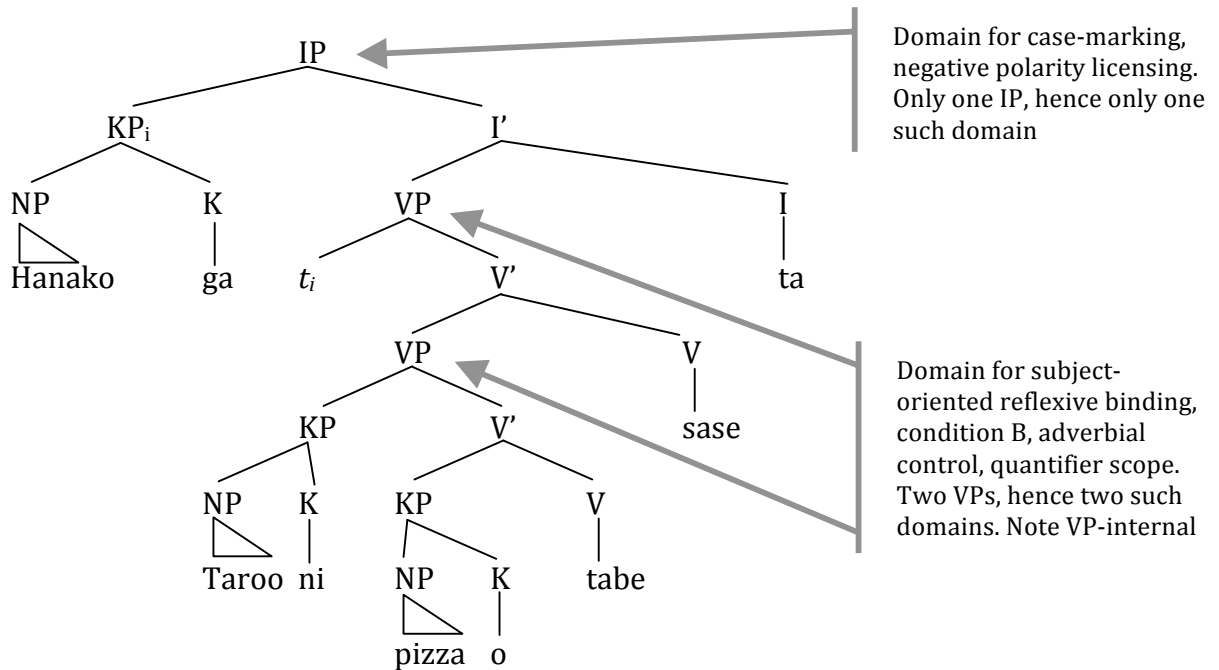 IP
Domain for case-marking,
negative polarity licensing.
Only one IP, hence only one
such domain
KPi I’
NP K VP I
Hanako ga ti V’ ta
VP V
KP V’ sase
Domain for subject-
oriented reflexive binding,
condition B, adverbial
control, quantifier scope.
Two VPs, hence two such
domains. Note VP-internal
NP K KP V
Taroo ni NP K tabe
pizza o